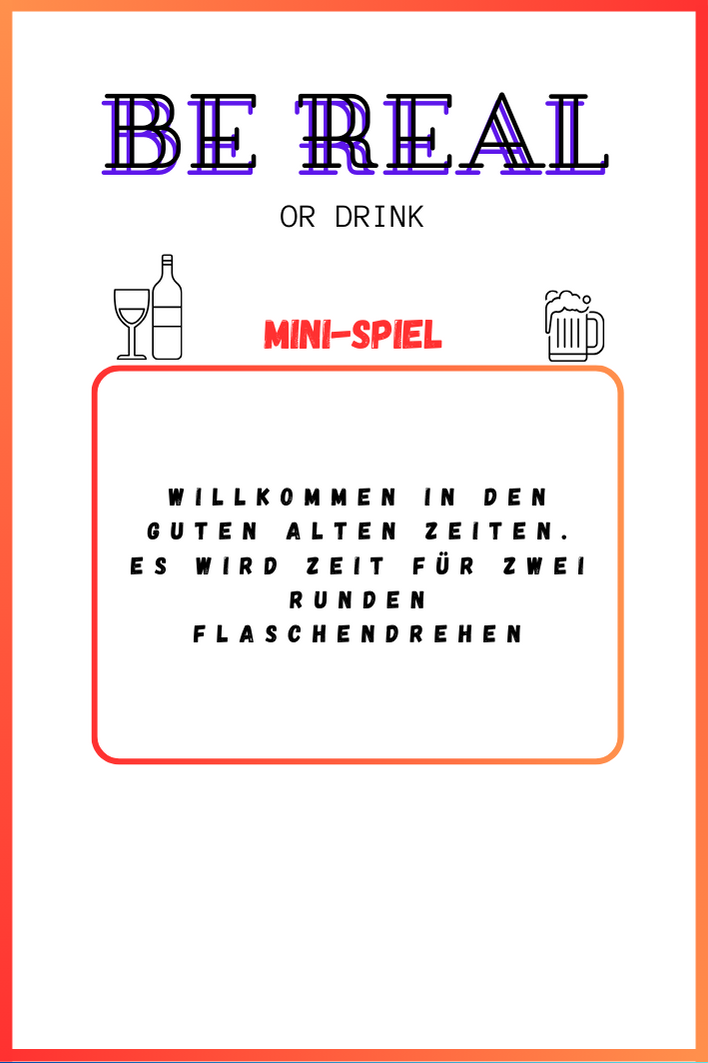 BE REAL
OR DRINK
MINI-SPIEL
WILLKOMMEN IN DEN
GUTEN ALTEN ZEITEN.
ES WIRD ZEIT FÜR ZWEI
RUNDEN
FLASCHENDREHEN